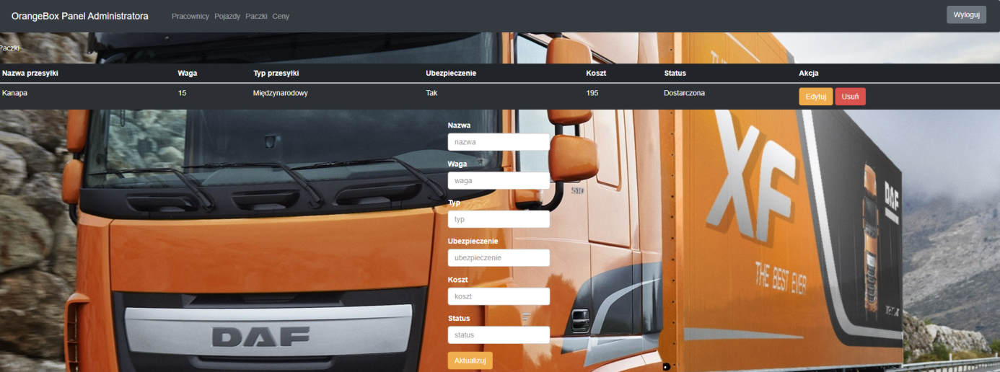 OrangeBox Panel Administratora Pracownicy Pojazdy Paczki Ceny Wyloguj
Paczki
Nazwa przesyłki Waga Typ przesyłki Ubezpieczenie Koszt Status Akcja
Kanapa 15 Międzynarodowy Tak 195 Dostarczona Edytuj Usuń
Nazwa
nazwa
Waga
waga
Typ
typ
Ubezpieczenie
ubezpieczenie
Koszt
koszt
Status
status
Aktualizuj
510
XF
THE BEST EVER
DAF
DAF